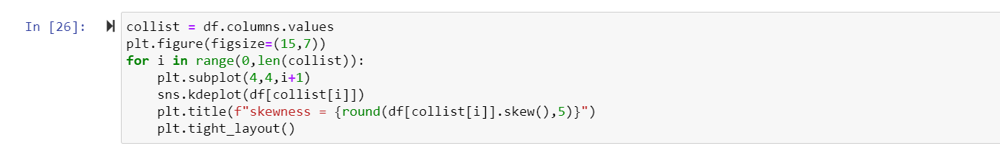 In [26]: collist = df.columns.values
plt.figure(figsize=(15,7))
for i in range(0,len(collist)):
    plt.subplot(4,4,i+1)
    sns.kdeplot(df[collist[i]])
    plt.title(f"skewness = {round(df[collist[i]].skew(),5)}")
    plt.tight_layout()